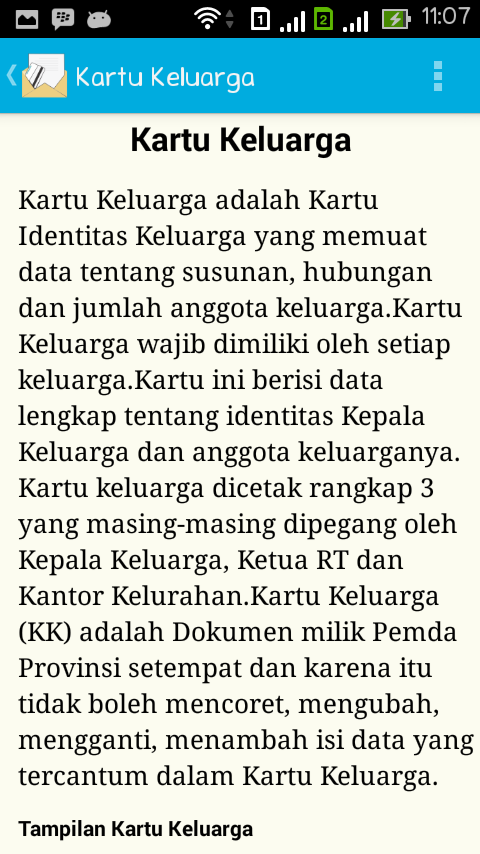 1
2
11:07
Kartu Keluarga
Kartu Keluarga
Kartu Keluarga adalah Kartu
Identitas Keluarga yang memuat
data tentang susunan, hubungan
dan jumlah anggota keluarga.Kartu
Keluarga wajib dimiliki oleh setiap
keluarga.Kartu ini berisi data
lengkap tentang identitas Kepala
Keluarga dan anggota keluarganya.
Kartu keluarga dicetak rangkap 3
yang masing-masing dipegang oleh
Kepala Keluarga, Ketua RT dan
Kantor Kelurahan.Kartu Keluarga
(KK) adalah Dokumen milik Pemda
Provinsi setempat dan karena itu
tidak boleh mencoret, mengubah,
mengganti, menambah isi data yang
tercantum dalam Kartu Keluarga.
Tampilan Kartu Keluarga